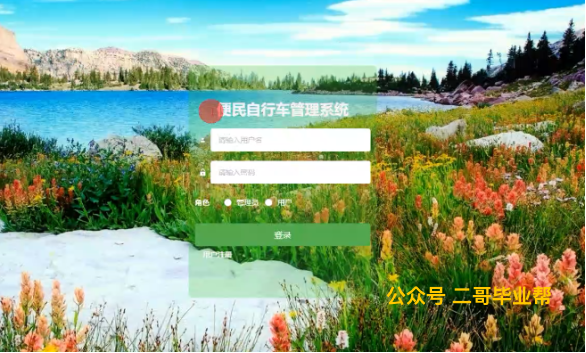 便民自行车管理系统
请输入用户名
请输入密码
角色 管理员 用户
登录
用户注册
公众号 二哥毕业帮